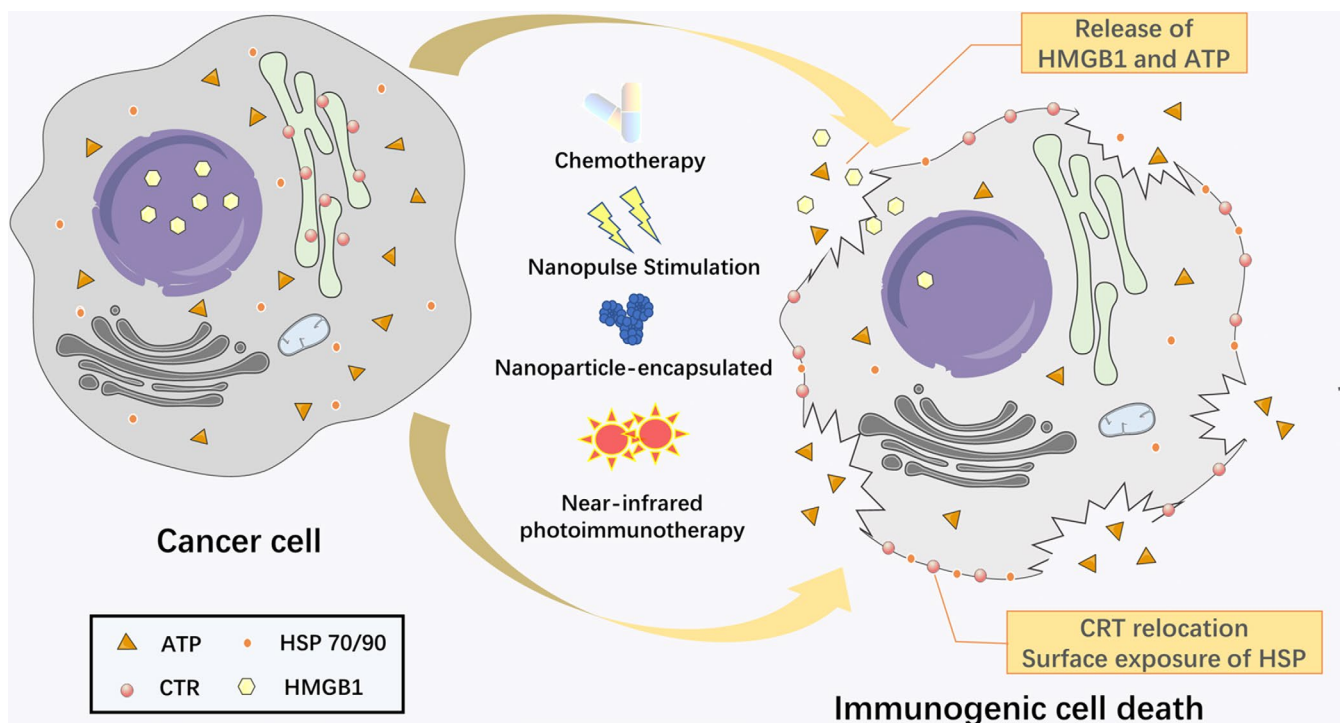 Release of
HMGB1 and ATP
Chemotherapy
Nanopulse Stimulation
Nanoparticle-encapsulated
Near-infrared
photoimmunotherapy
Cancer cell
ATP
HSP 70/90
CTR
HMGB1
CRT relocation
Surface exposure of HSP
Immunogenic cell death